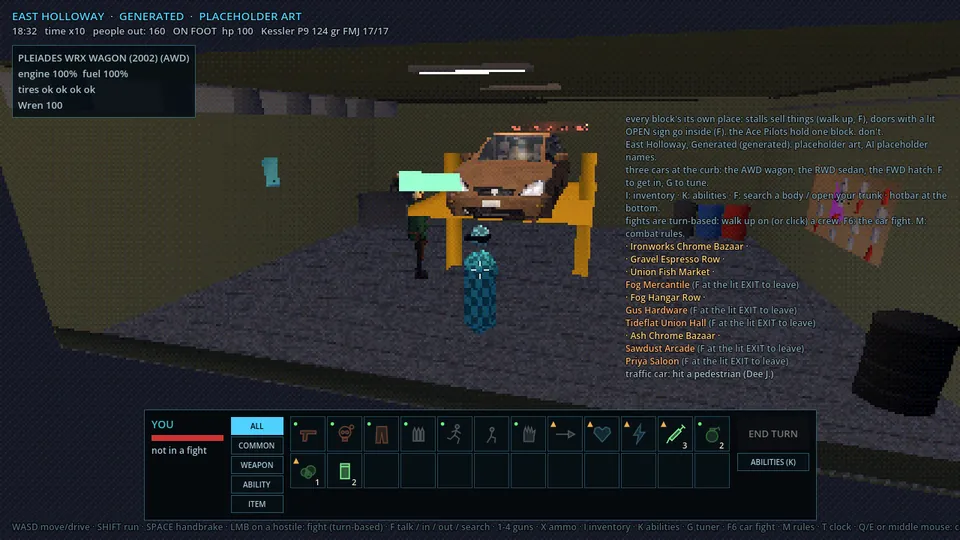 EAST HOLLOWAY · GENERATED · PLACEHOLDER ART
18:32 time x10 people out: 160 ON FOOT hp 100 Kessler P9 124 gr FMJ 17/17
PLEIADES WRX WAGON (2002) (AWD)
engine 100% fuel 100%
tires ok ok ok ok
Wren 100
every block's its own place: stalls sell things (walk up, F), doors with a lit
OPEN sign go inside (F). the Ace Pilots hold one block. don't.
East Holloway, Generated (generated). placeholder art, AI placeholder
names.
three cars at the curb: the AWD wagon, the RWD sedan, the FWD hatch. F
to get in, G to tune.
I: inventory · K: abilities · F: search a body / open your trunk · hotbar at the
bottom.
fights are turn-based: walk up on (or click) a crew. F6: the car fight. M:
combat rules.
· Ironworks Chrome Bazaar ·
· Gravel Espresso Row ·
· Union Fish Market ·
Fog Mercantile (F at the lit EXIT to leave)
· Fog Hangar Row ·
Gus Hardware (F at the lit EXIT to leave)
Tideflat Union Hall (F at the lit EXIT to leave)
· Ash Chrome Bazaar ·
Sawdust Arcade (F at the lit EXIT to leave)
Priya Saloon (F at the lit EXIT to leave)
traffic car: hit a pedestrian (Dee J.)
YOU
not in a fight
ALL
COMMON
WEAPON
ABILITY
ITEM
3
2
1
2
END TURN
ABILITIES (K)
WASD move/drive · SHIFT run · SPACE handbrake · LMB on a hostile: fight (turn-based) · F talk / in / out / search · 1-4 guns · X ammo · I inventory · K abilities · G tuner · F6 car fight · M rules · T clock · Q/E or middle mouse: